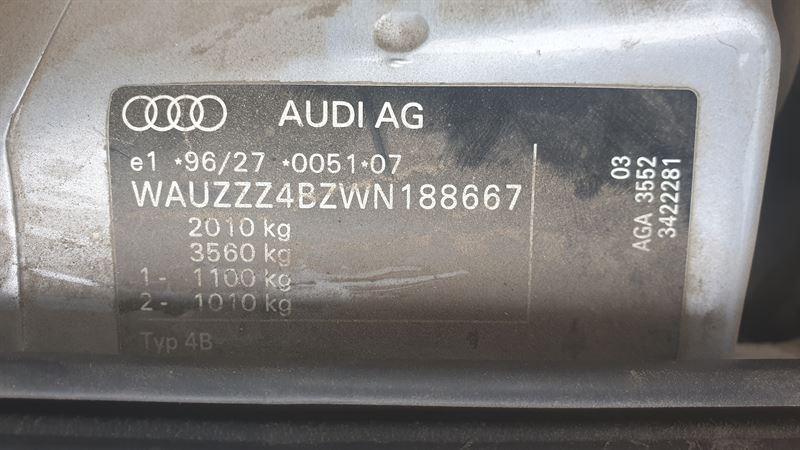 AUDI AG
e1 *96/27 *0051*07
WAUZZZ4BZWN188667
2010 kg
3560 kg
1- 1100 kg
2- 1010 kg
Typ 4B
03
AGA 3552
3422281